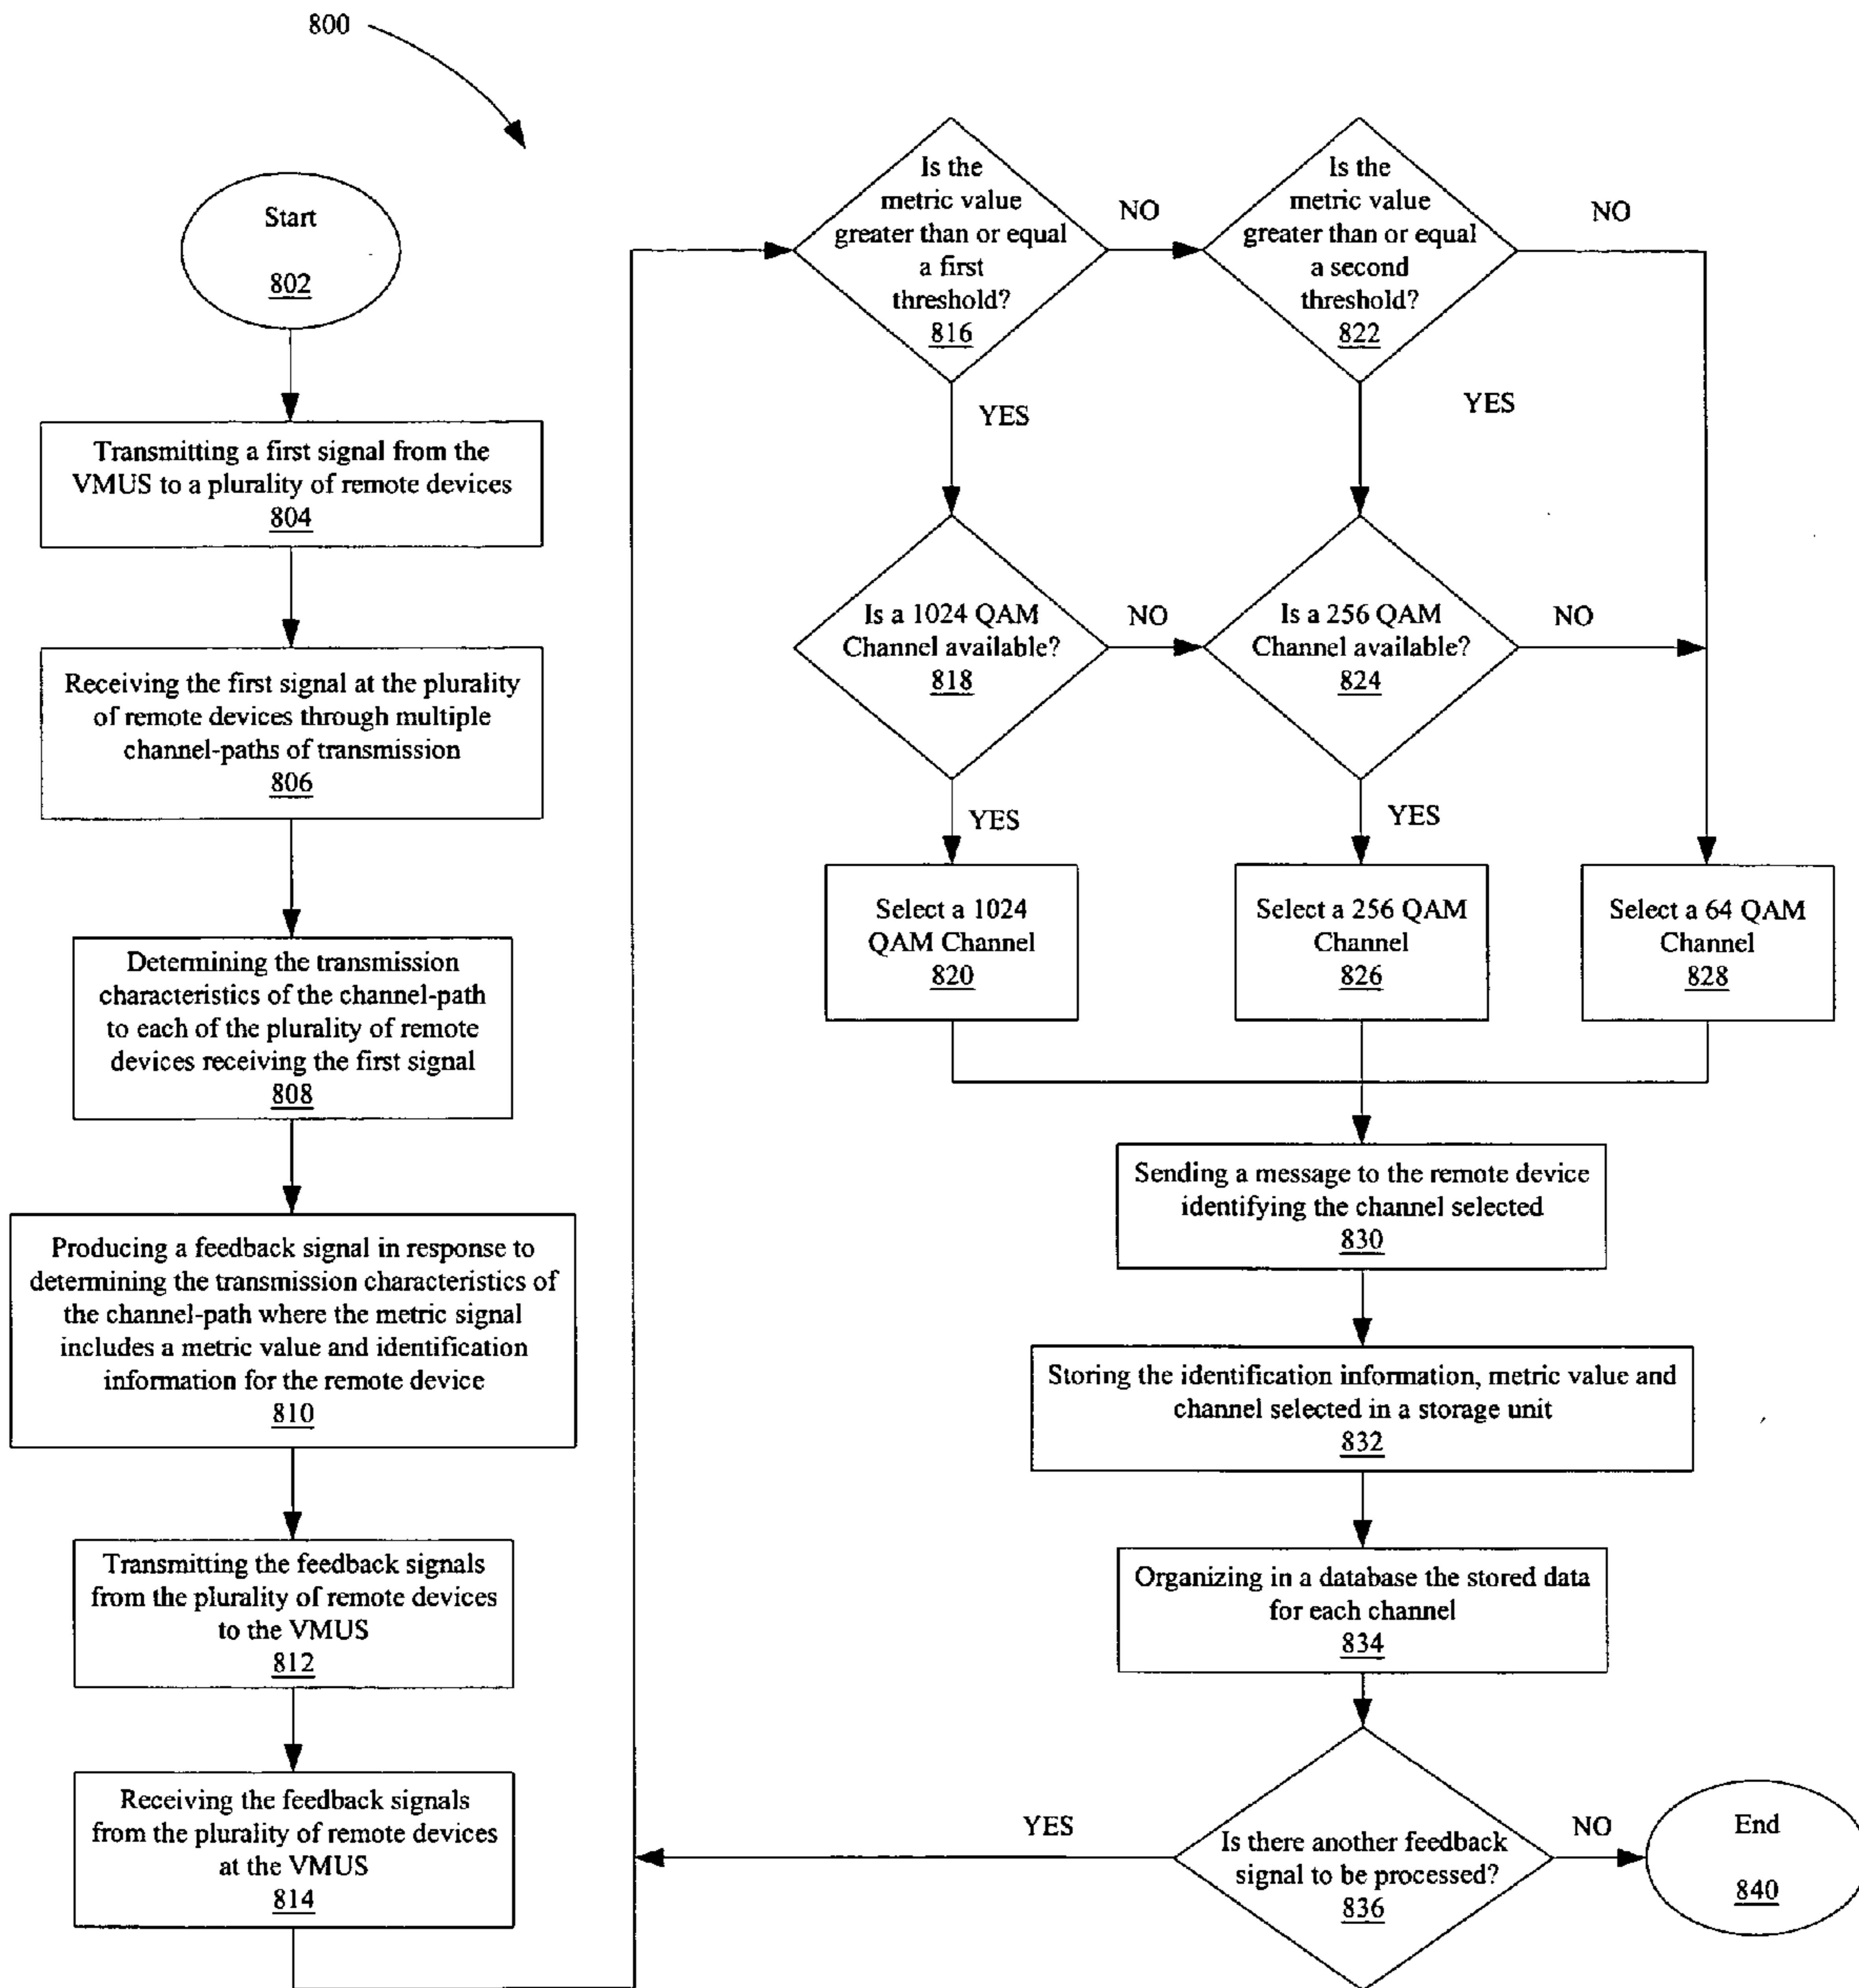 800
Start
802
Transmitting a first signal from the
VMUS to a plurality of remote devices
804
Receiving the first signal at the plurality
of remote devices through multiple
channel-paths of transmission
806
Determining the transmission
characteristics of the channel-path
to each of the plurality of remote
devices receiving the first signal
808
Producing a feedback signal in response to
determining the transmission characteristics of
the channel-path where the metric signal
includes a metric value and identification
information for the remote device
810
Transmitting the feedback signals
from the plurality of remote devices
to the VMUS
812
Receiving the feedback signals
from the plurality of remote devices
at the VMUS
814
Is the
metric value
greater than or equal
a first
threshold?
816
NO
YES
Is the
metric value
greater than or equal
a second
threshold?
822
NO
YES
Is a 1024 QAM
Channel available?
818
NO
YES
Is a 256 QAM
Channel available?
824
NO
YES
Select a 1024
QAM Channel
820
Select a 256 QAM
Channel
826
Select a 64 QAM
Channel
828
Sending a message to the remote device
identifying the channel selected
830
Storing the identification information, metric value and
channel selected in a storage unit
832
Organizing in a database the stored data
for each channel
834
Is there another feedback
signal to be processed?
836
YES
NO
End
840